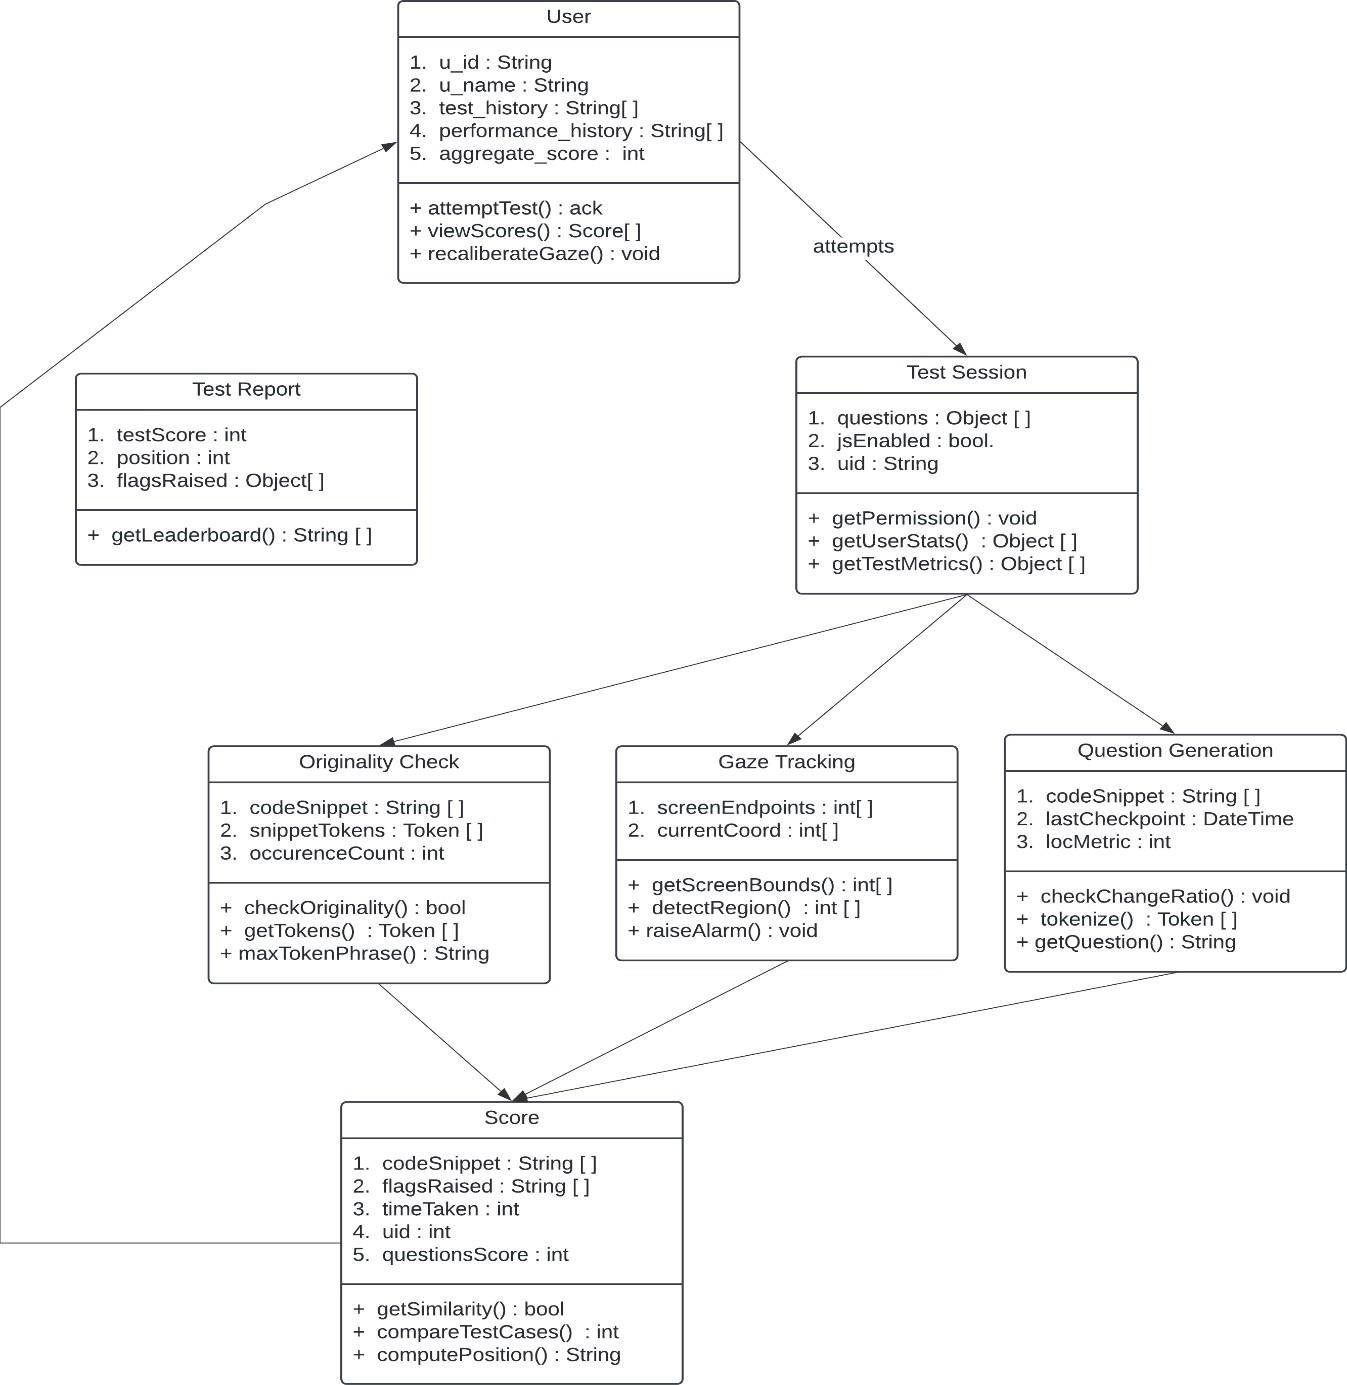 User
1. u_id : String
2. u_name : String
3. test_history : String[ ]
4. performance_history : String[ ]
5. aggregate_score :  int
+ attemptTest() : ack
+ viewScores() : Score[ ]
+ recaliberateGaze() : void
attempts
Test Report
1. testScore : int
2. position : int
3. flagsRaised : Object[ ]
+ getLeaderboard() : String [ ]
Test Session
1. questions : Object [ ]
2. jsEnabled : bool.
3. uid : String
+ getPermission() : void
+ getUserStats()  : Object [ ]
+ getTestMetrics() : Object [ ]
Originality Check
1. codeSnippet : String [ ]
2. snippetTokens : Token [ ]
3. occurenceCount : int
+ checkOriginality() : bool
+ getTokens()  : Token [ ]
+ maxTokenPhrase() : String
Gaze Tracking
1. screenEndpoints : int[ ]
2. currentCoord : int[ ]
+ getScreenBounds() : int[ ]
+ detectRegion()  : int [ ]
+ raiseAlarm() : void
Question Generation
1. codeSnippet : String [ ]
2. lastCheckpoint : DateTime
3. locMetric : int
+ checkChangeRatio() : void
+ tokenize()  : Token [ ]
+ getQuestion() : String
Score
1. codeSnippet : String [ ]
2. flagsRaised : String [ ]
3. timeTaken : int
4. uid : int
5. questionsScore : int
+ getSimilarity() : bool
+ compareTestCases()  : int
+ computePosition() : String